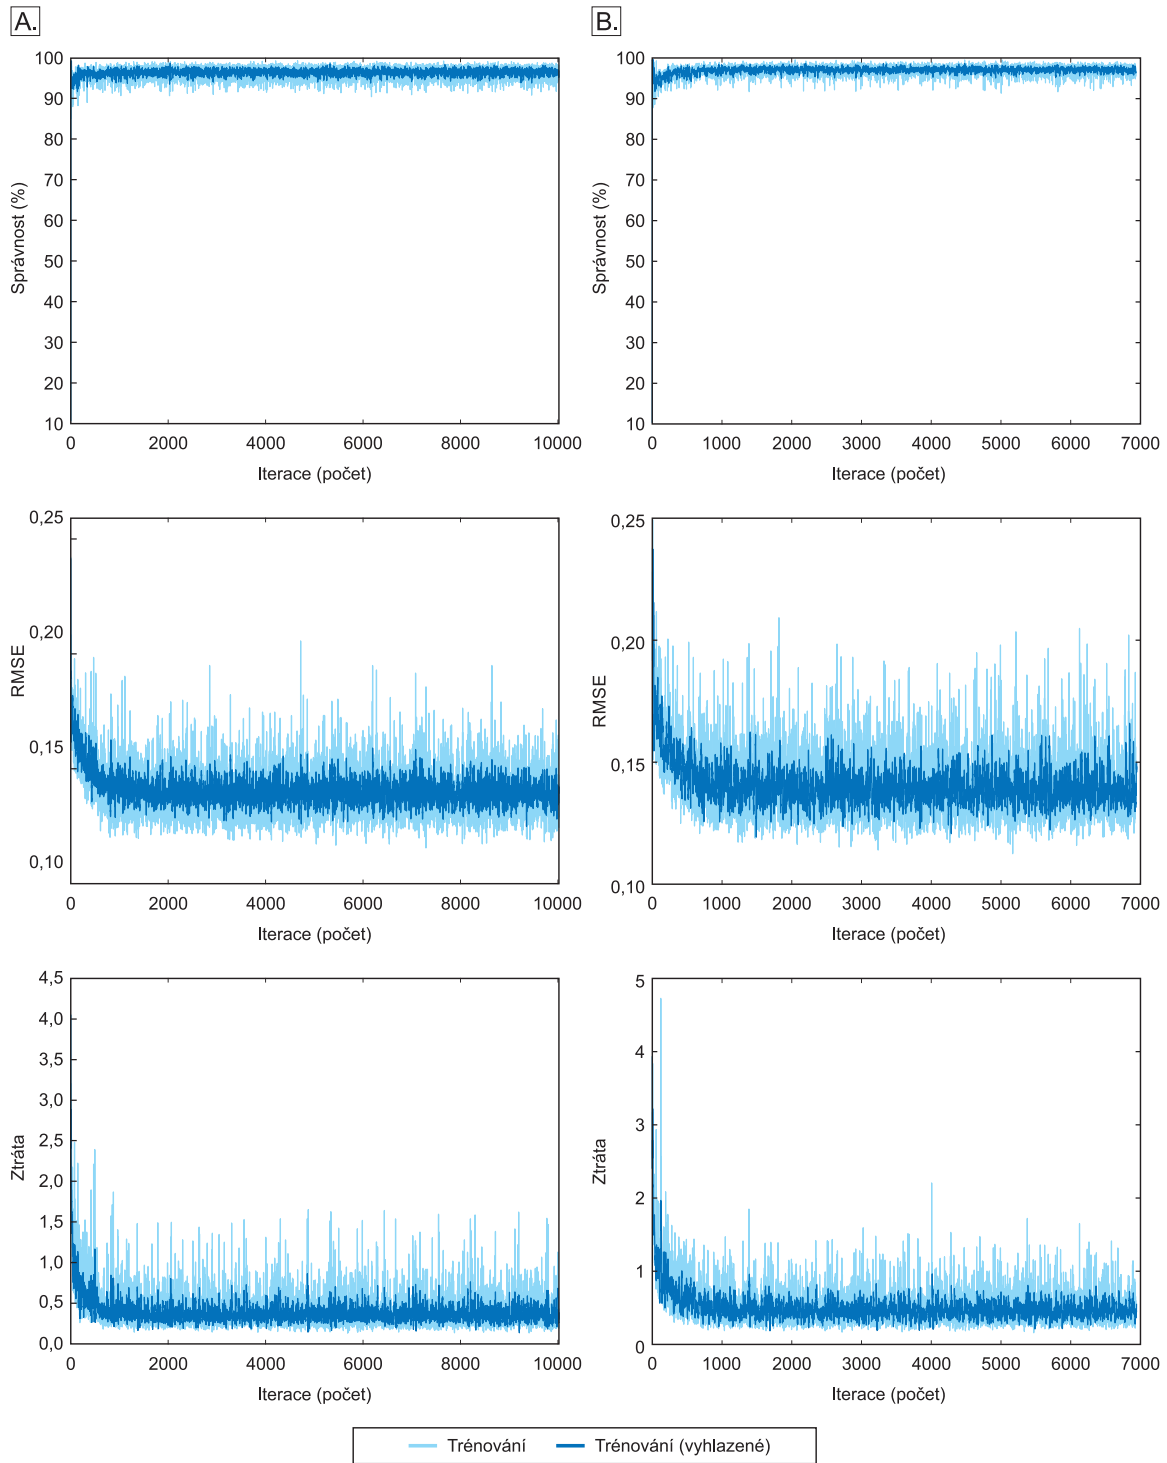 A.
100
90
80
70
60
50
40
30
20
10
Správnost (%)
0 2000 4000 6000 8000 10000
Iterace (počet)
B.
100
90
80
70
60
50
40
30
20
10
Správnost (%)
0 1000 2000 3000 4000 5000 6000 7000
Iterace (počet)
0,25
0,20
0,15
0,10
RMSE
0 2000 4000 6000 8000 10000
Iterace (počet)
0,25
0,20
0,15
0,10
RMSE
0 1000 2000 3000 4000 5000 6000 7000
Iterace (počet)
4,5
4,0
3,5
3,0
2,5
2,0
1,5
1,0
0,5
0,0
Ztráta
0 2000 4000 6000 8000 10000
Iterace (počet)
5
4
3
2
1
0
Ztráta
0 1000 2000 3000 4000 5000 6000 7000
Iterace (počet)
Trénování
Trénování (vyhlazené)